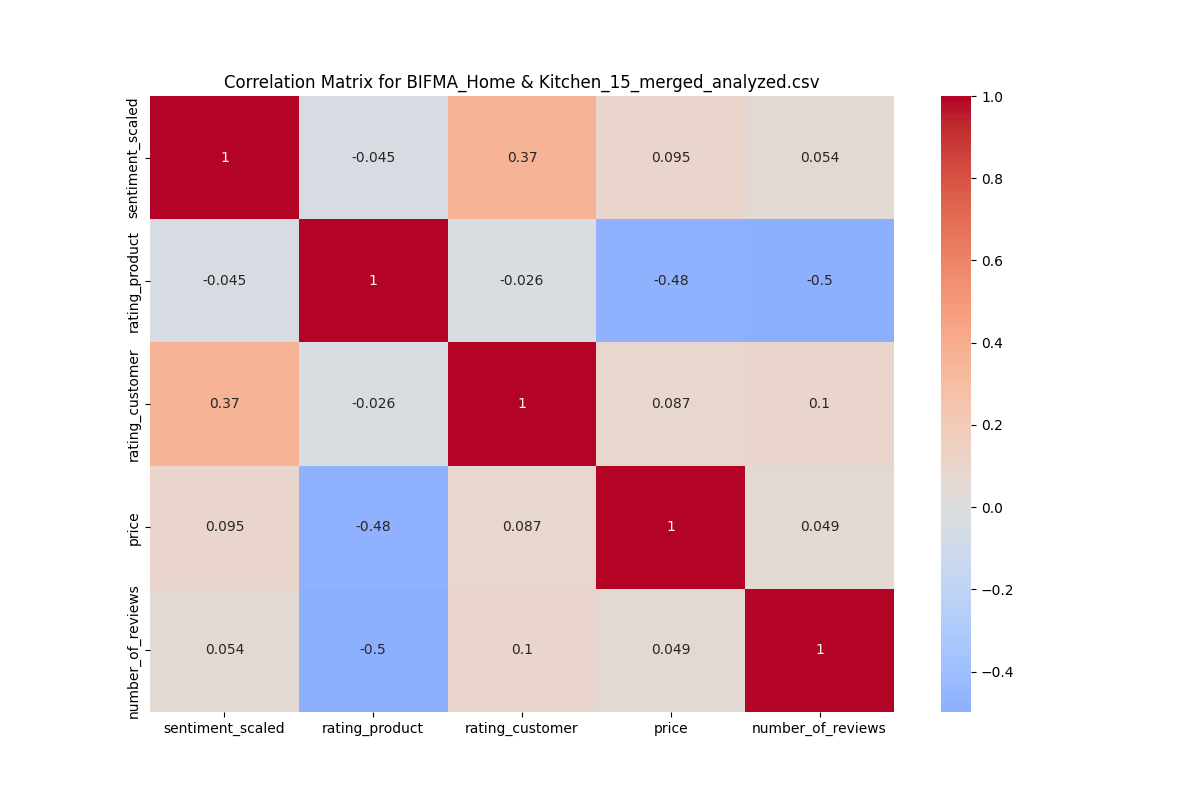 Correlation Matrix for BIFMA_Home & Kitchen_15_merged_analyzed.csv
sentiment_scaled 1 -0.045 0.37 0.095 0.054
rating_product -0.045 1 -0.026 -0.48 -0.5
rating_customer 0.37 -0.026 1 0.087 0.1
price 0.095 -0.48 0.087 1 0.049
number_of_reviews 0.054 -0.5 0.1 0.049 1
sentiment_scaled rating_product rating_customer price number_of_reviews
1.0
0.8
0.6
0.4
0.2
0.0
−0.2
−0.4